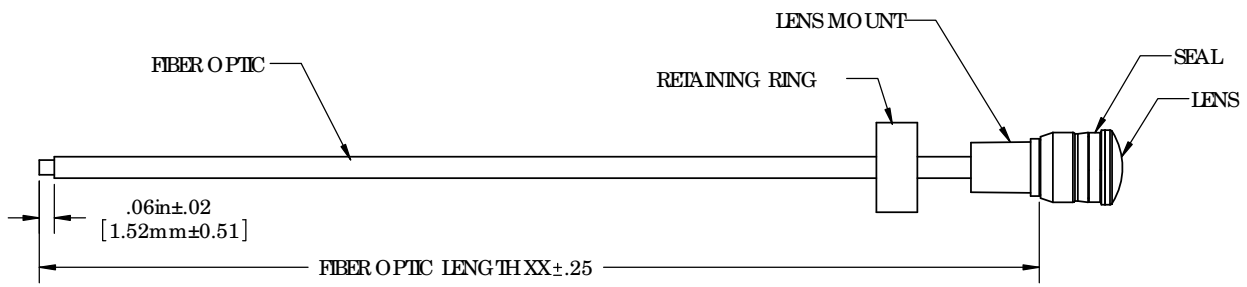 LENS MOUNT
FIBER OPTIC
SEAL
RETAINING RING
LENS
.06in±.02
[1.52mm±0.51]
FIBER OPTIC LENGTH XX±.25